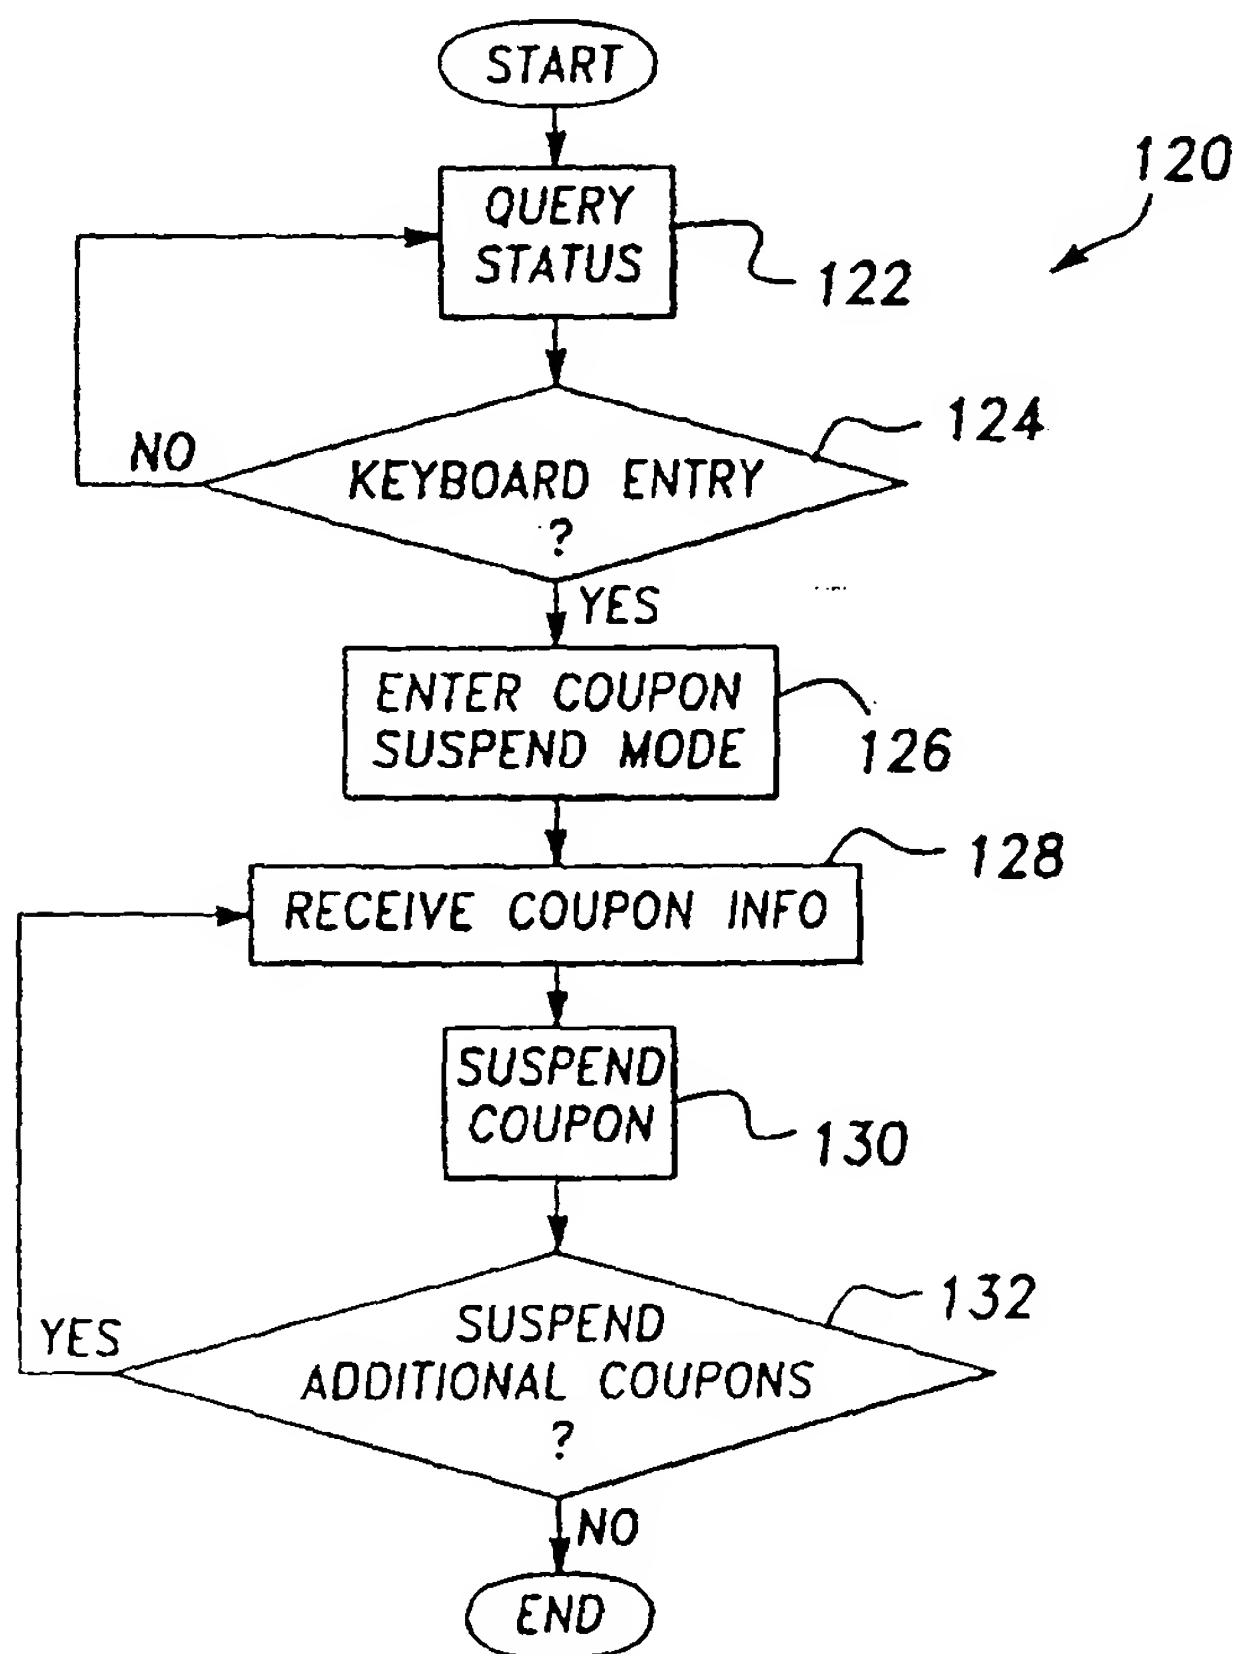 START
120
QUERY
STATUS
122
124
NO
KEYBOARD ENTRY
?
YES
ENTER COUPON
SUSPEND MODE
126
128
RECEIVE COUPON INFO
SUSPEND
COUPON
130
132
SUSPEND
YES
ADDITIONAL COUPONS
?
NO
END